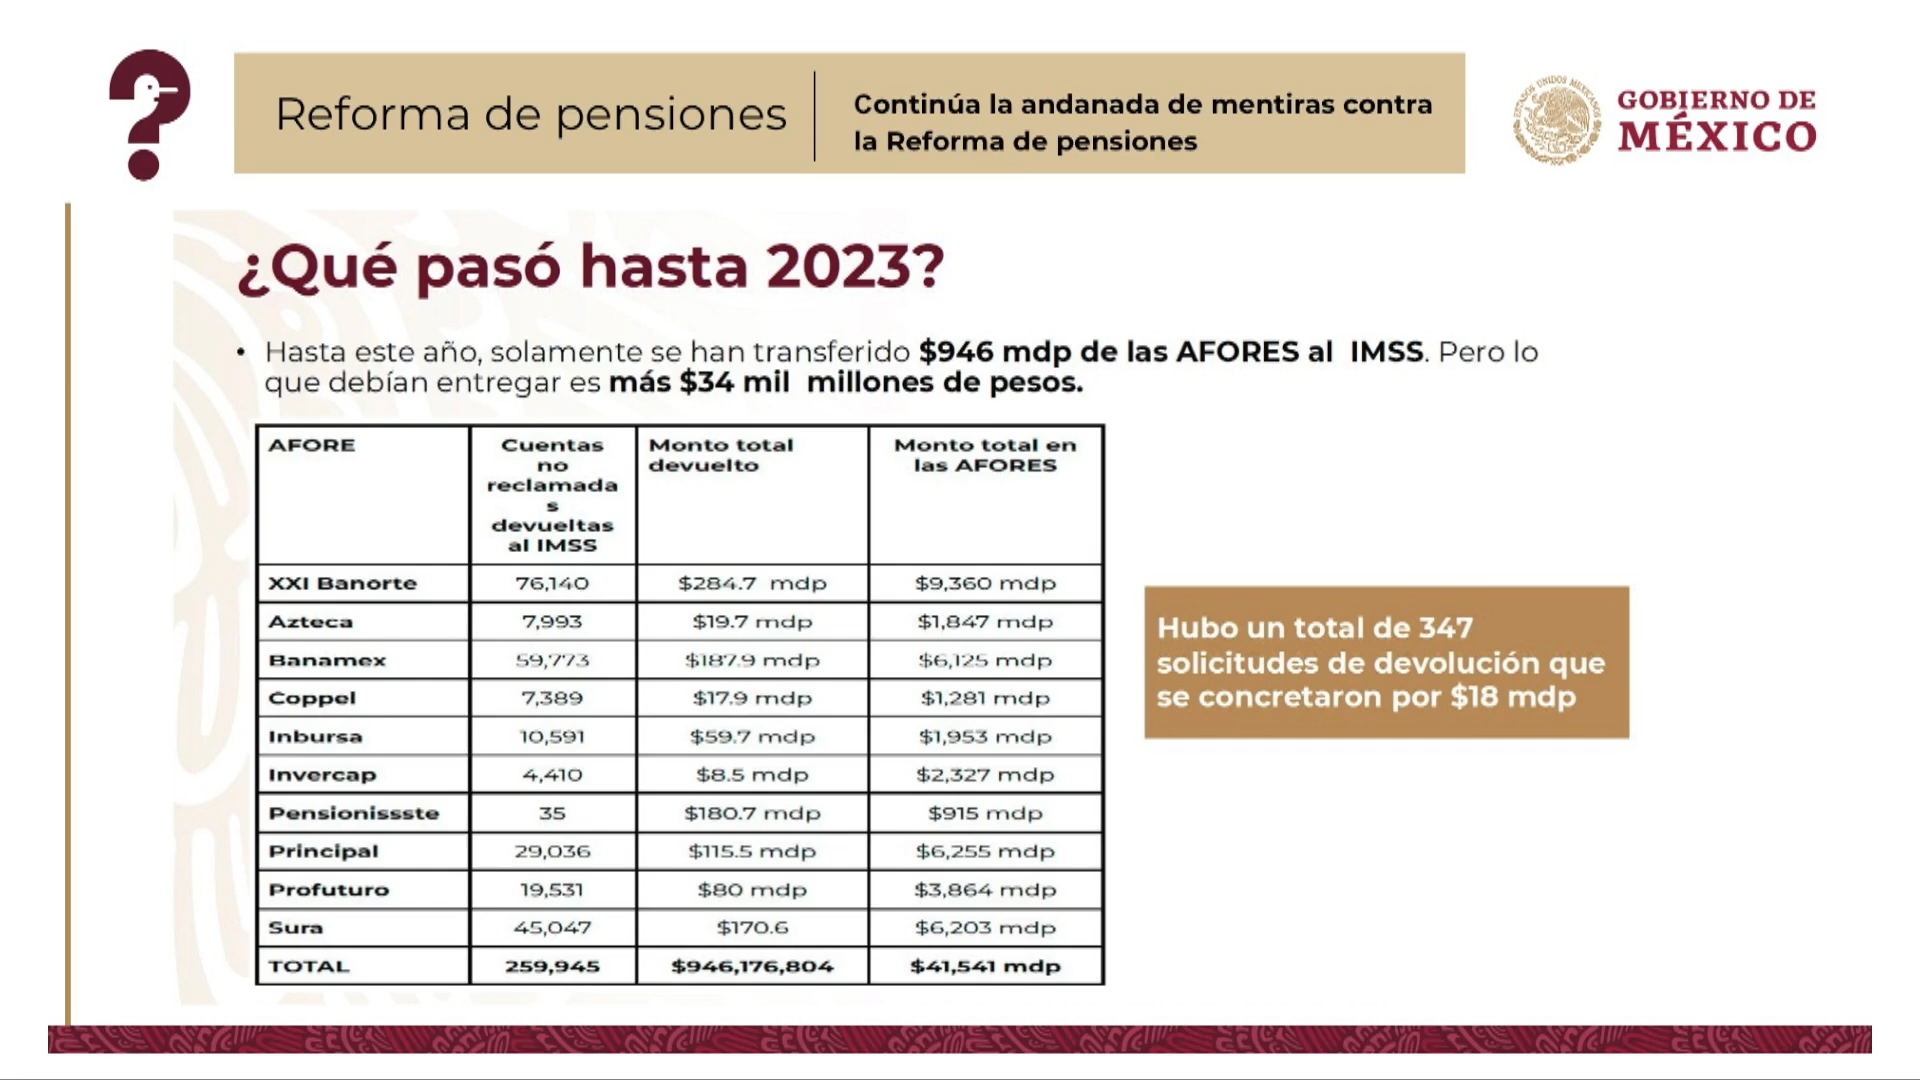 Reforma de pensiones
Continúa la andanada de mentiras contra
la Reforma de pensiones
GOBIERNO DE
MÉXICO
¿Qué pasó hasta 2023?
• Hasta este año, solamente se han transferido $946 mdp de las AFORES al IMSS. Pero lo
que debían entregar es más $34 mil millones de pesos.
AFORE
Cuentas
no
reclamada
s
devueltas
al IMSS
Monto total
devuelto
Monto total en
las AFORES
XXI Banorte 76,140 $284.7 mdp $9,360 mdp
Azteca 7,993 $19.7 mdp $1,847 mdp
Banamex 59,773 $187.9 mdp $6,125 mdp
Coppel 7,389 $17.9 mdp $1,281 mdp
Inbursa 10,591 $59.7 mdp $1,953 mdp
Invercap 4,410 $8.5 mdp $2,327 mdp
Pensionissste 35 $180.7 mdp $915 mdp
Principal 29,036 $115.5 mdp $6,255 mdp
Profuturo 19,531 $80 mdp $3,864 mdp
Sura 45,047 $170.6 $6,203 mdp
TOTAL 259,945 $946,176,804 $41,541 mdp
Hubo un total de 347
solicitudes de devolución que
se concretaron por $18 mdp